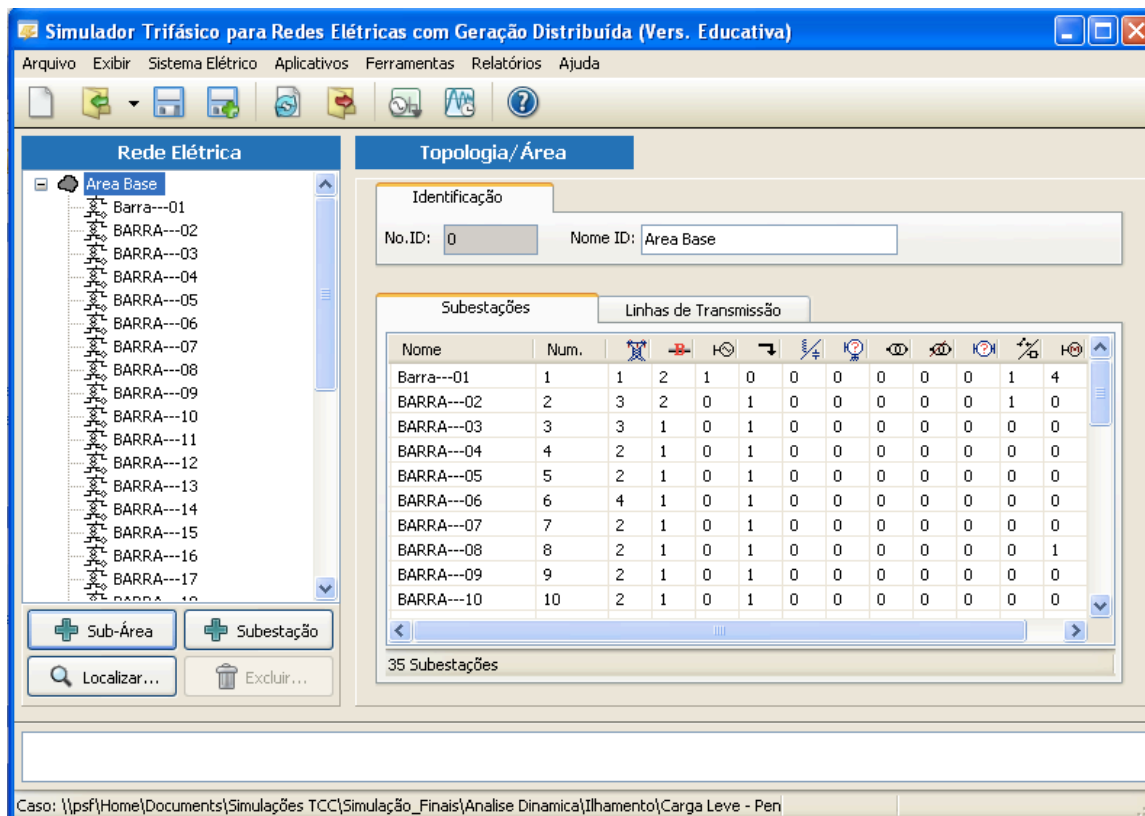 Simulador Trifásico para Redes Elétricas com Geração Distribuída (Vers. Educativa)
Arquivo Exibir Sistema Elétrico Aplicativos Ferramentas Relatórios Ajuda
Rede Elétrica
Area Base
Barra---01
BARRA---02
BARRA---03
BARRA---04
BARRA---05
BARRA---06
BARRA---07
BARRA---08
BARRA---09
BARRA---10
BARRA---11
BARRA---12
BARRA---13
BARRA---14
BARRA---15
BARRA---16
BARRA---17
Sub-Área Subestação
Localizar... Excluir...
Topologia/Área
Identificação
No.ID: 0 Nome ID: Area Base
Subestações Linhas de Transmissão
Nome Num.
Barra---01 1 1 2 1 0 0 0 0 0 0 1 4
BARRA---02 2 3 2 0 1 0 0 0 0 0 1 0
BARRA---03 3 3 1 0 1 0 0 0 0 0 0 0
BARRA---04 4 2 1 0 1 0 0 0 0 0 0 0
BARRA---05 5 2 1 0 1 0 0 0 0 0 0 0
BARRA---06 6 4 1 0 1 0 0 0 0 0 0 0
BARRA---07 7 2 1 0 1 0 0 0 0 0 0 0
BARRA---08 8 2 1 0 1 0 0 0 0 0 0 1
BARRA---09 9 2 1 0 1 0 0 0 0 0 0 0
BARRA---10 10 2 1 0 1 0 0 0 0 0 0 0
35 Subestações
Caso: \\psf\Home\Documents\Simulações TCC\Simulação_Finais\Analise Dinamica\Ilhamento\Carga Leve - Pen